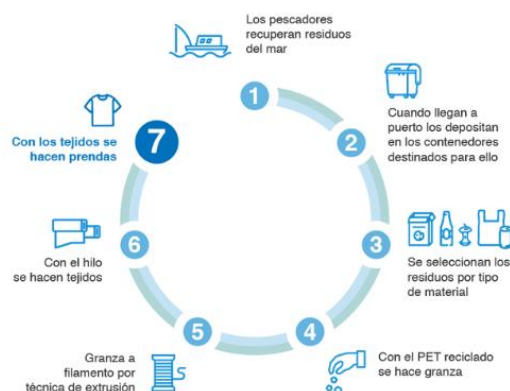 Los pescadores
recuperan residuos
del mar
1
Cuando llegan a
puerto los depositan
en los contenedores
destinados para ello
2
Se seleccionan los
residuos por tipo
de material
3
Con el PET reciclado
se hace granza
4
Granza a
filamento por
técnica de extrusión
5
Con el hilo
se hacen tejidos
6
Con los tejidos se
hacen prendas
7